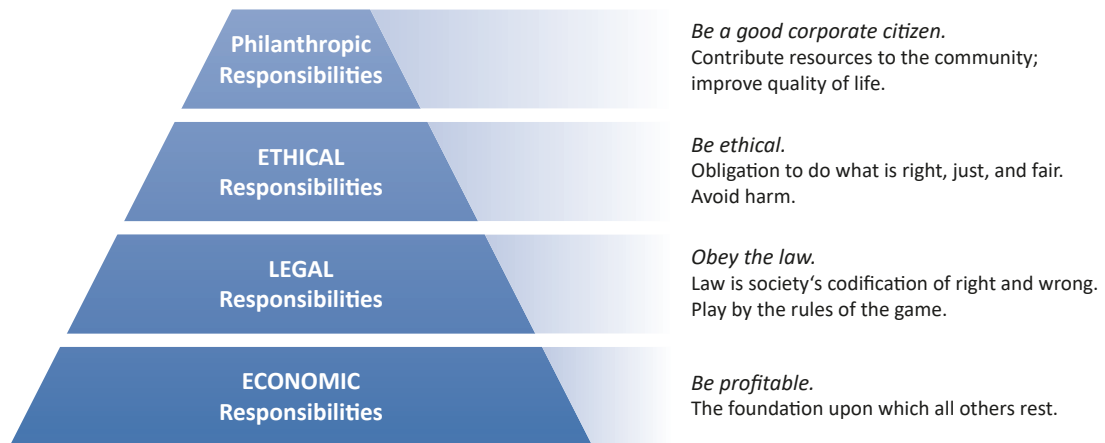 Philanthropic
Responsibilities
Be a good corporate citizen.
Contribute resources to the community;
improve quality of life.
ETHICAL
Responsibilities
Be ethical.
Obligation to do what is right, just, and fair.
Avoid harm.
LEGAL
Responsibilities
Obey the law.
Law is society‘s codification of right and wrong.
Play by the rules of the game.
ECONOMIC
Responsibilities
Be profitable.
The foundation upon which all others rest.